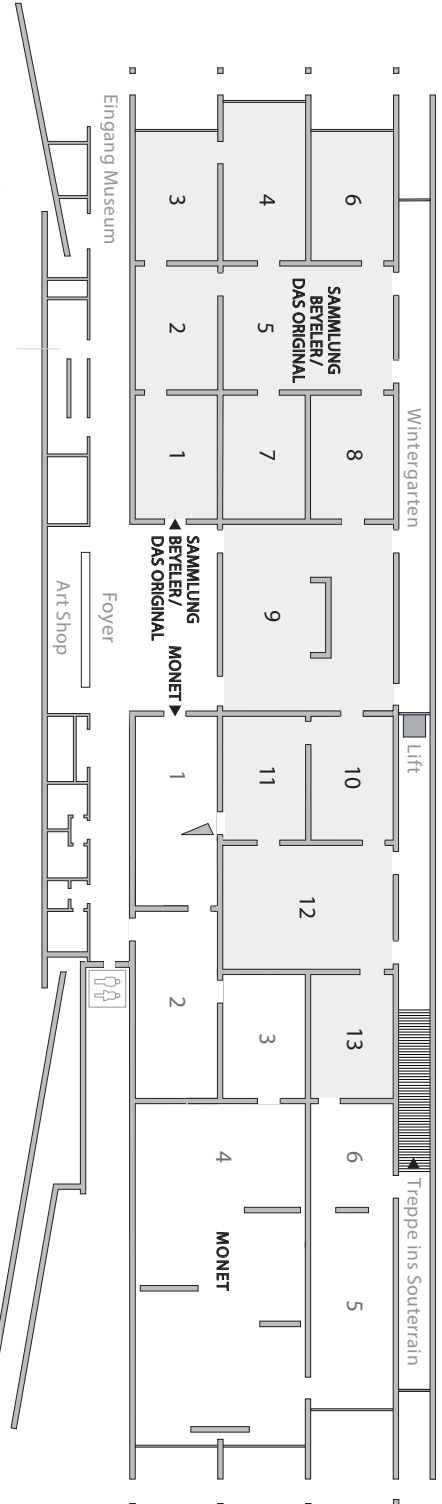 Wintergarten
Lift
Treppe ins Souterrain
6
8
10
13
6
5
SAMMLUNG
BEYELER /
DAS ORIGINAL
12
4
5
7
9
11
3
4
MONET
3
2
1
SAMMLUNG
BEYELER /
DAS ORIGINAL
MONET
1
2
Eingang Museum
Foyer
Art Shop